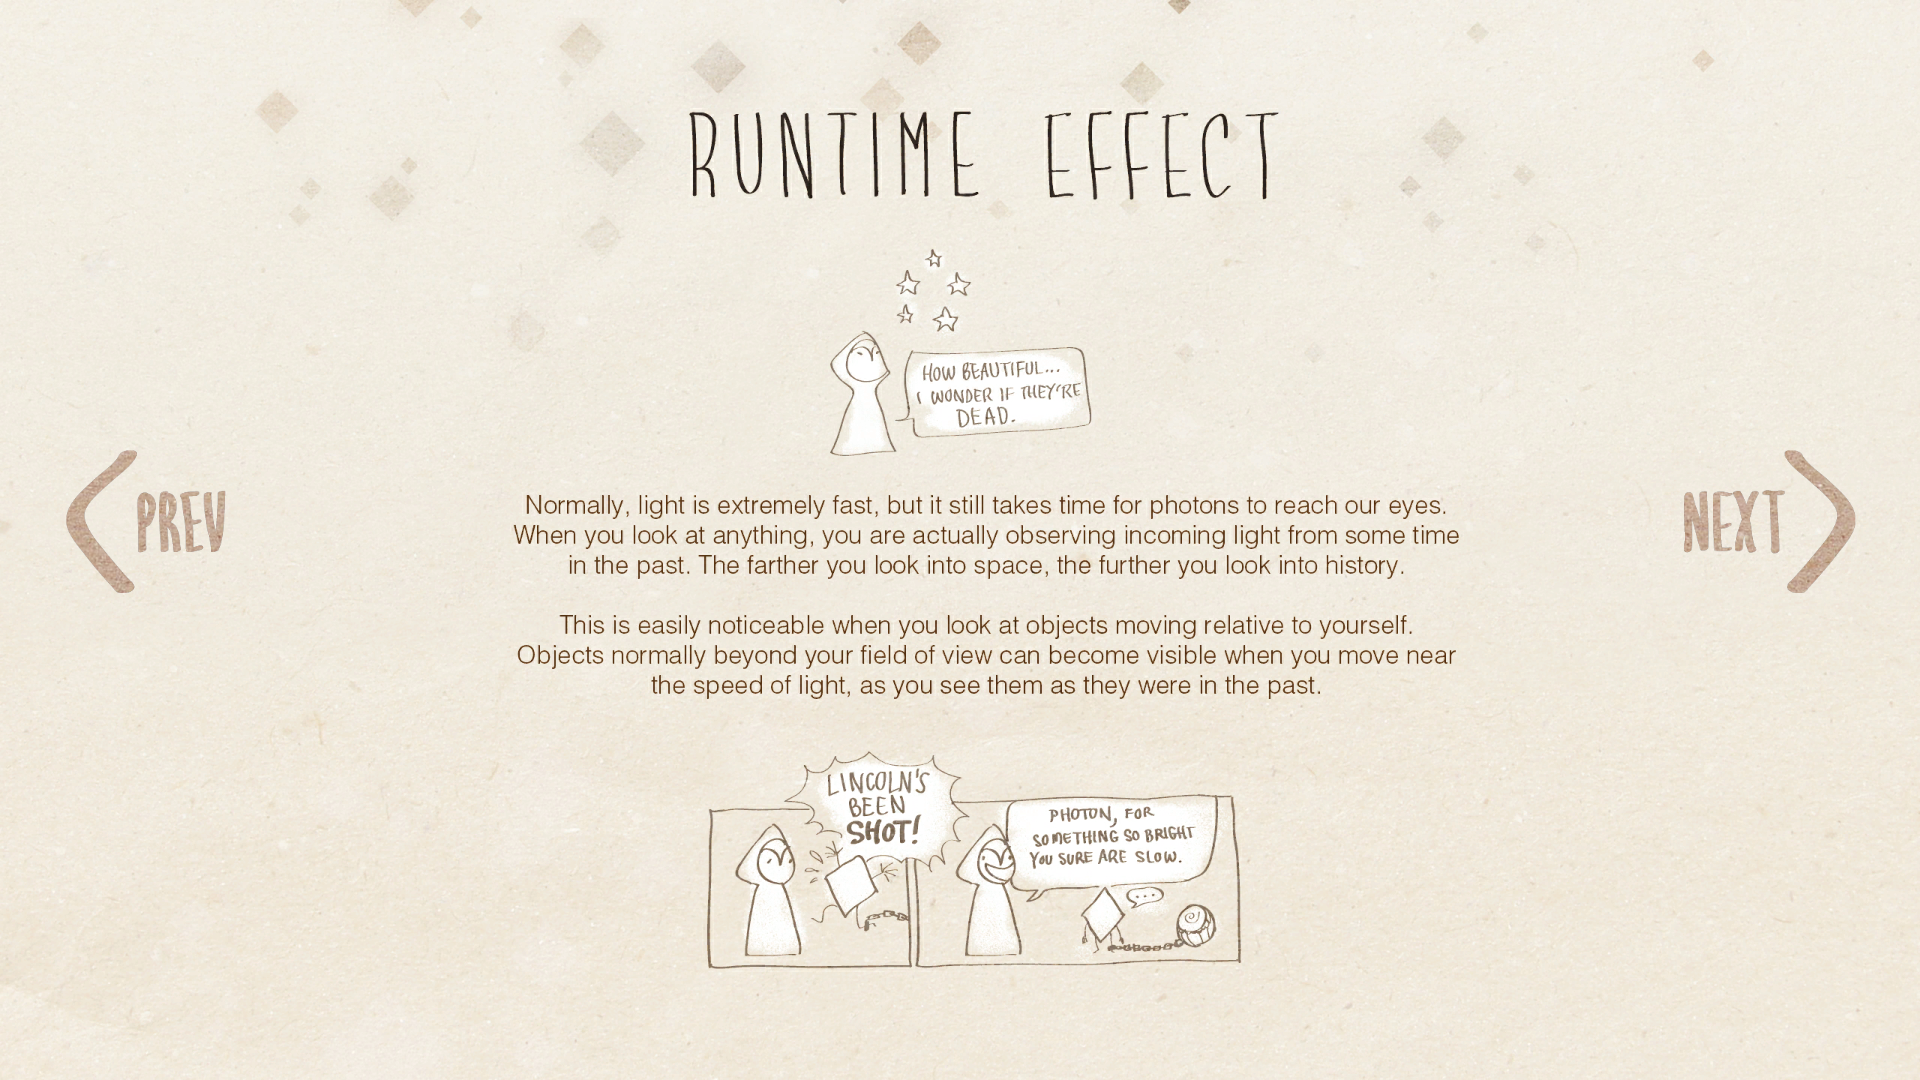 RUNTIME EFFECT
HOW BEAUTIFUL...
I WONDER IF THEY'RE
DEAD.
PREV
NEXT
Normally, light is extremely fast, but it still takes time for photons to reach our eyes.
When you look at anything, you are actually observing incoming light from some time
in the past. The farther you look into space, the further you look into history.
This is easily noticeable when you look at objects moving relative to yourself.
Objects normally beyond your field of view can become visible when you move near
the speed of light, as you see them as they were in the past.
LINCOLN'S
BEEN
SHOT!
PHOTON, FOR
SOMETHING SO BRIGHT
YOU SURE ARE SLOW.
...